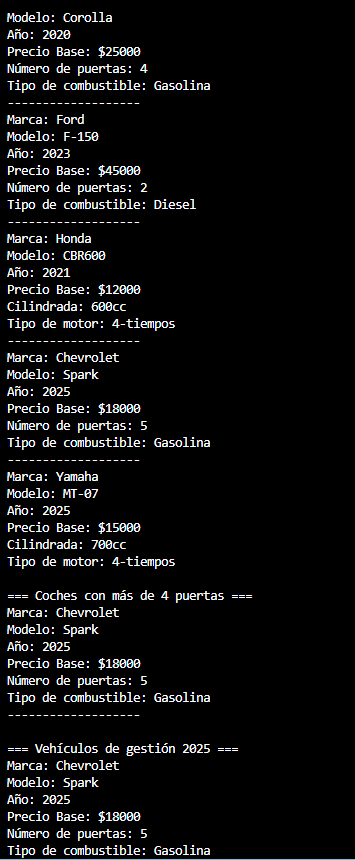 Modelo: Corolla
Año: 2020
Precio Base: $25000
Número de puertas: 4
Tipo de combustible: Gasolina
-------------------
Marca: Ford
Modelo: F-150
Año: 2023
Precio Base: $45000
Número de puertas: 2
Tipo de combustible: Diesel
-------------------
Marca: Honda
Modelo: CBR600
Año: 2021
Precio Base: $12000
Cilindrada: 600cc
Tipo de motor: 4-tiempos
-------------------
Marca: Chevrolet
Modelo: Spark
Año: 2025
Precio Base: $18000
Número de puertas: 5
Tipo de combustible: Gasolina
-------------------
Marca: Yamaha
Modelo: MT-07
Año: 2025
Precio Base: $15000
Cilindrada: 700cc
Tipo de motor: 4-tiempos

=== Coches con más de 4 puertas ===
Marca: Chevrolet
Modelo: Spark
Año: 2025
Precio Base: $18000
Número de puertas: 5
Tipo de combustible: Gasolina
-------------------

=== Vehículos de gestión 2025 ===
Marca: Chevrolet
Modelo: Spark
Año: 2025
Precio Base: $18000
Número de puertas: 5
Tipo de combustible: Gasolina